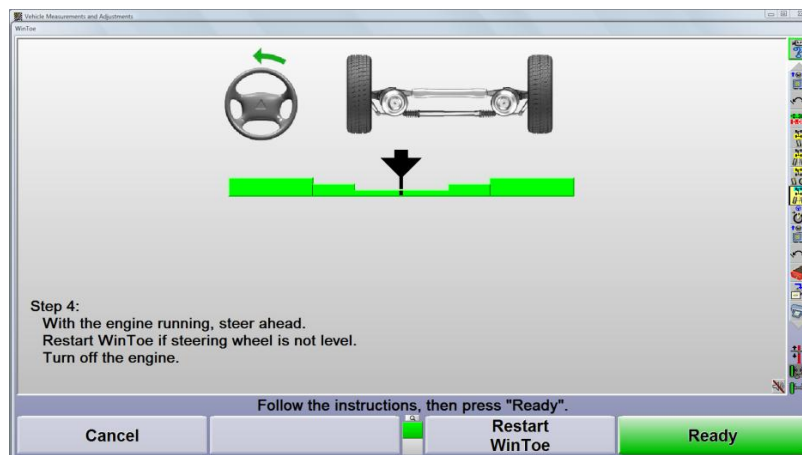 Vehicle Measurements and Adjustments
WinToe
Step 4:
With the engine running, steer ahead.
Restart WinToe if steering wheel is not level.
Turn off the engine.
Follow the instructions, then press "Ready".
Cancel
Restart
WinToe
Ready